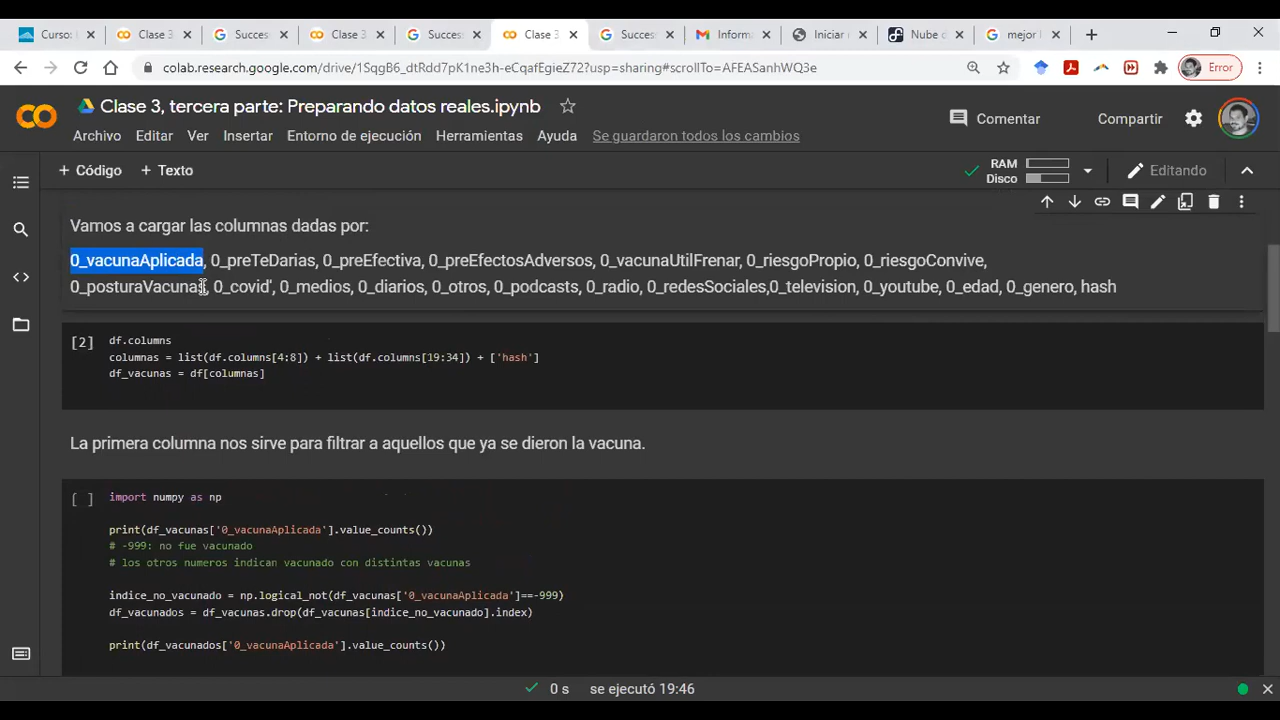 Curso: I
Clase 3
Succes
Clase 3
Success
Clase 3
Success
Informa
Iniciar
Nube d
mejor l
colab.research.google.com/drive/1SqgB6_dtRdd7pK1ne3h-eCqafEgieZ72?usp=sharing#scrollTo=AFEASanhWQ3e
Error
Clase 3, tercera parte: Preparando datos reales.ipynb
Archivo Editar Ver Insertar Entorno de ejecución Herramientas Ayuda Se guardaron todos los cambios
Comentar Compartir
+ Código + Texto
RAM
Disco
Editando
Vamos a cargar las columnas dadas por:
0_vacunaAplicada, 0_preTeDarias, 0_preEfectiva, 0_preEfectosAdversos, 0_vacunaUtilFrenar, 0_riesgoPropio, 0_riesgoConvive,
0_posturaVacunas, 0_covid', 0_medios, 0_diarios, 0_otros, 0_podcasts, 0_radio, 0_redesSociales,0_television, 0_youtube, 0_edad, 0_genero, hash
[2] df.columns
columnas = list(df.columns[4:8]) + list(df.columns[19:34]) + ['hash']
df_vacunas = df[columnas]
La primera columna nos sirve para filtrar a aquellos que ya se dieron la vacuna.
[ ] import numpy as np
print(df_vacunas['0_vacunaAplicada'].value_counts())
# -999: no fue vacunado
# los otros numeros indican vacunado con distintas vacunas
indice_no_vacunado = np.logical_not(df_vacunas['0_vacunaAplicada']==-999)
df_vacunados = df_vacunas.drop(df_vacunas[indice_no_vacunado].index)
print(df_vacunados['0_vacunaAplicada'].value_counts())
0 s se ejecutó 19:46